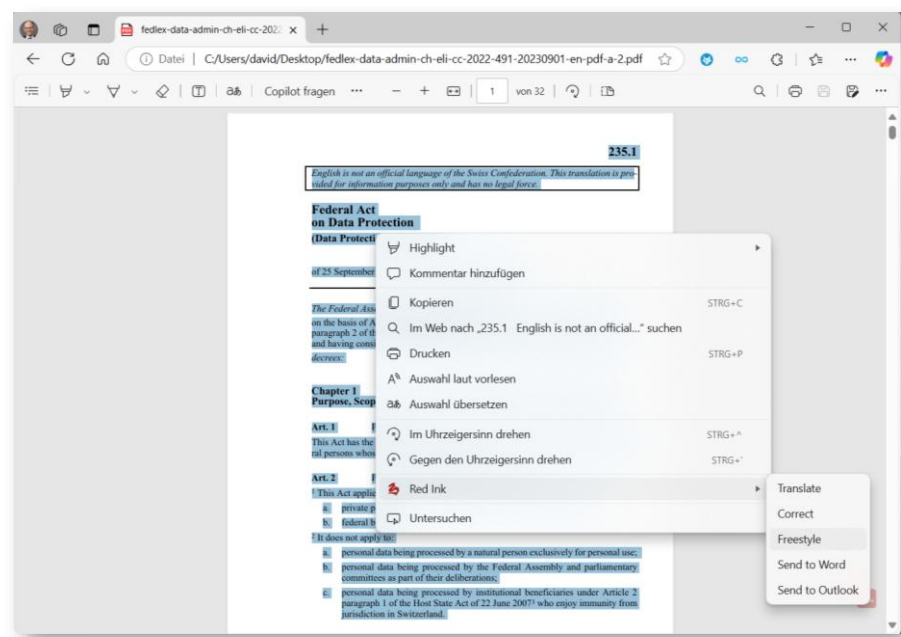 fedlex-data-admin-ch-eli-cc-2022
Datei | C:/Users/david/Desktop/fedlex-data-admin-ch-eli-cc-2022-491-20230901-en-pdf-a-2.pdf
Copilot fragen 1 von 32
235.1
English is not an official language of the Swiss Confederation. This translation is pro-
vided for information purposes only and has no legal force.
Federal Act
on Data Protection
(Data Protecti
of 25 September
The Federal Ass
on the basis of A
paragraph 2 of th
and having consi
decrees:
Chapter 1
Purpose, Scop
Art. 1
This Act has the
ral persons whos
Art. 2
1 This Act applie
a. private p
b. federal b
2 It does not apply to:
a. personal data being processed by a natural person exclusively for personal use;
b. personal data being processed by the Federal Assembly and parliamentary
committees as part of their deliberations;
c. personal data being processed by institutional beneficiaries under Article 2
paragraph 1 of the Host State Act of 22 June 2007³ who enjoy immunity from
jurisdiction in Switzerland.
Highlight
Kommentar hinzufügen
Kopieren STRG+C
Im Web nach „235.1 English is not an official...“ suchen
Drucken STRG+P
Auswahl laut vorlesen
Auswahl übersetzen
Im Uhrzeigersinn drehen STRG+^
Gegen den Uhrzeigersinn drehen STRG+'
Red Ink
Untersuchen
Translate
Correct
Freestyle
Send to Word
Send to Outlook